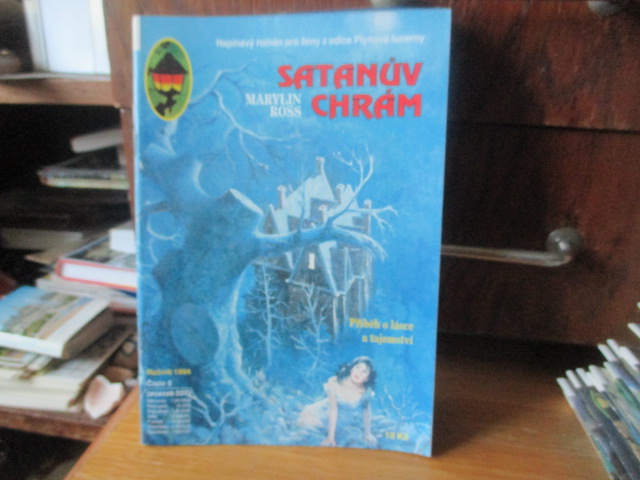 Napínavý román pro ženy z edice Plynové lucerny
SATANŮV
MARYLIN
ROSS
CHRÁM
Příběh o lásce
a tajemství
Ročník 1994
Číslo 5
12 Kč